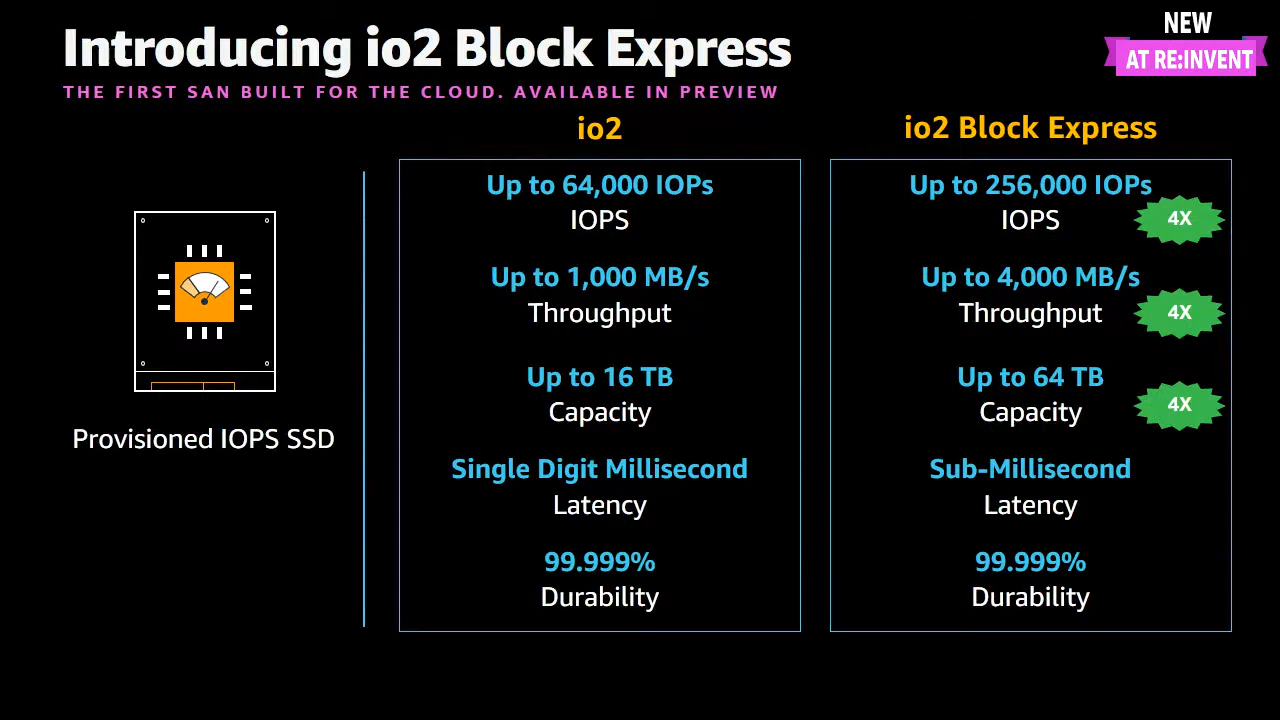 Introducing io2 Block Express
NEW
AT RE:INVENT
THE FIRST SAN BUILT FOR THE CLOUD. AVAILABLE IN PREVIEW
Provisioned IOPS SSD
io2
Up to 64,000 IOPs
IOPS
Up to 1,000 MB/s
Throughput
Up to 16 TB
Capacity
Single Digit Millisecond
Latency
99.999%
Durability
io2 Block Express
Up to 256,000 IOPs
IOPS
4X
Up to 4,000 MB/s
Throughput
4X
Up to 64 TB
Capacity
4X
Sub-Millisecond
Latency
99.999%
Durability